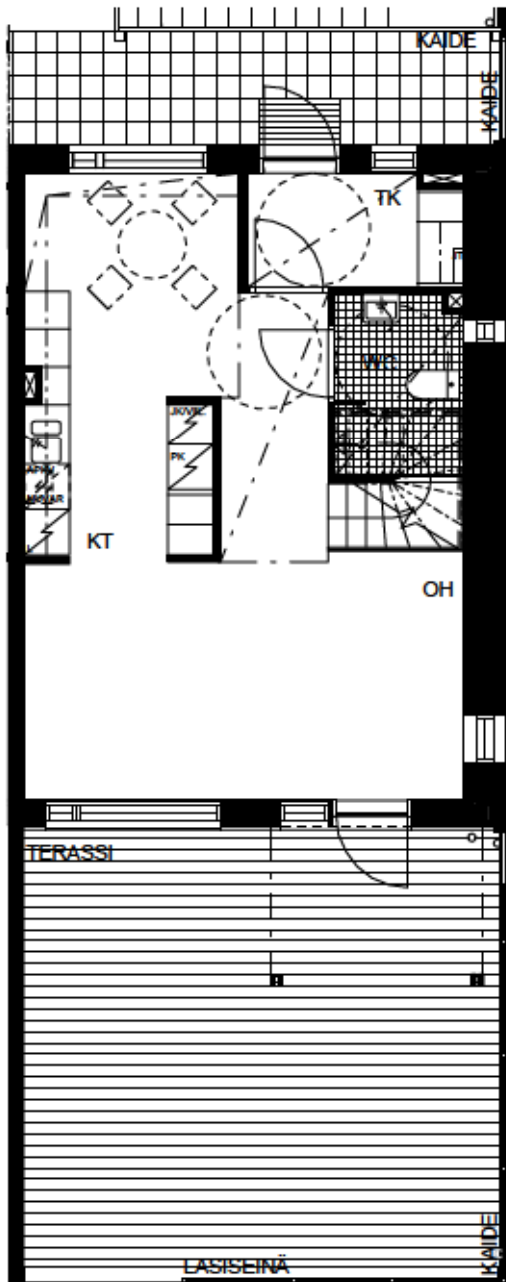 KAIDE
KAIDE
TK
WC
JK/VIL.
PK
KT
OH
TERASSI
LASISEINÄ
KAIDE